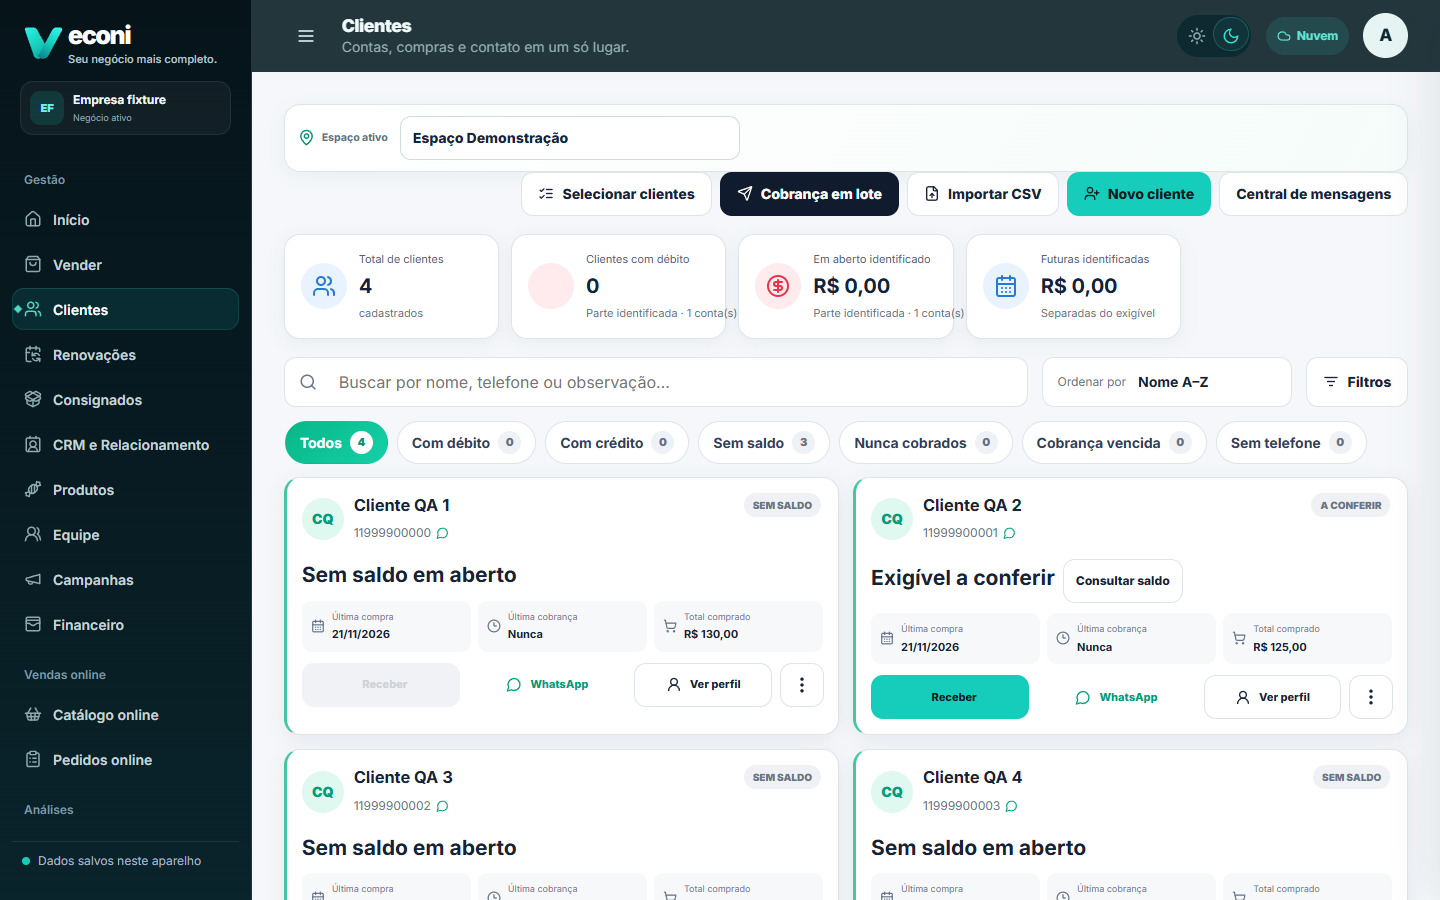 econi
Seu negócio mais completo.
EF
Empresa fixture
Negócio ativo
Gestão
Início
Vender
Clientes
Renovações
Consignados
CRM e Relacionamento
Produtos
Equipe
Campanhas
Financeiro
Vendas online
Catálogo online
Pedidos online
Análises
Dados salvos neste aparelho
Clientes
Contas, compras e contato em um só lugar.
Nuvem
A
Espaço ativo
Espaço Demonstração
Selecionar clientes
Cobrança em lote
Importar CSV
Novo cliente
Central de mensagens
Total de clientes
4
cadastrados
Clientes com débito
0
Parte identificada · 1 conta(s)
Em aberto identificado
R$ 0,00
Parte identificada · 1 conta(s)
Futuras identificadas
R$ 0,00
Separadas do exigível
Buscar por nome, telefone ou observação...
Ordenar por Nome A–Z
Filtros
Todos 4
Com débito 0
Com crédito 0
Sem saldo 3
Nunca cobrados 0
Cobrança vencida 0
Sem telefone 0
CQ
Cliente QA 1
11999900000
SEM SALDO
Sem saldo em aberto
Última compra
21/11/2026
Última cobrança
Nunca
Total comprado
R$ 130,00
Receber
WhatsApp
Ver perfil
CQ
Cliente QA 2
11999900001
A CONFERIR
Exigível a conferir
Consultar saldo
Última compra
21/11/2026
Última cobrança
Nunca
Total comprado
R$ 125,00
Receber
WhatsApp
Ver perfil
CQ
Cliente QA 3
11999900002
SEM SALDO
Sem saldo em aberto
Última compra
Última cobrança
Total comprado
CQ
Cliente QA 4
11999900003
SEM SALDO
Sem saldo em aberto
Última compra
Última cobrança
Total comprado